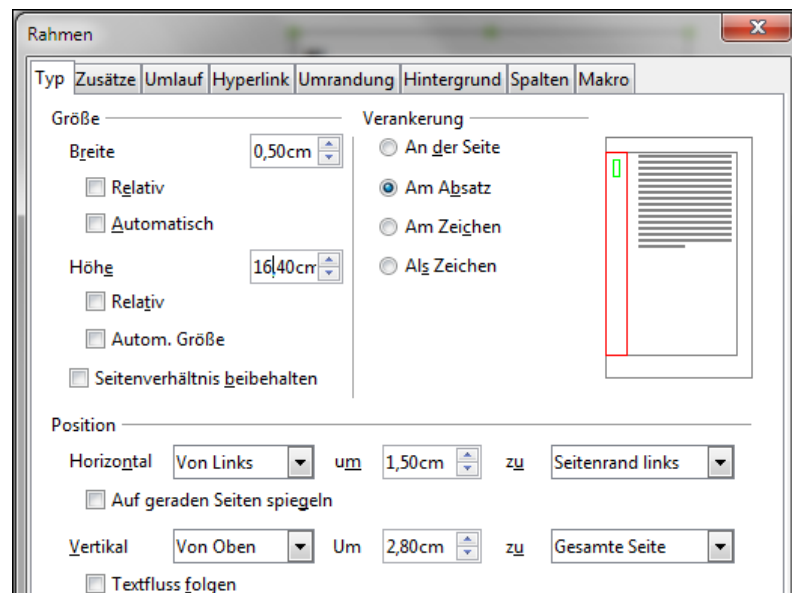 Rahmen
Typ Zusätze Umlauf Hyperlink Umrandung Hintergrund Spalten Makro
Größe Verankerung
Breite 0,50cm An der Seite
Relativ Am Absatz
Automatisch Am Zeichen
Höhe 16,40cm Als Zeichen
Relativ
Autom. Größe
Seitenverhältnis beibehalten
Position
Horizontal Von Links um 1,50cm zu Seitenrand links
Auf geraden Seiten spiegeln
Vertikal Von Oben Um 2,80cm zu Gesamte Seite
Textfluss folgen